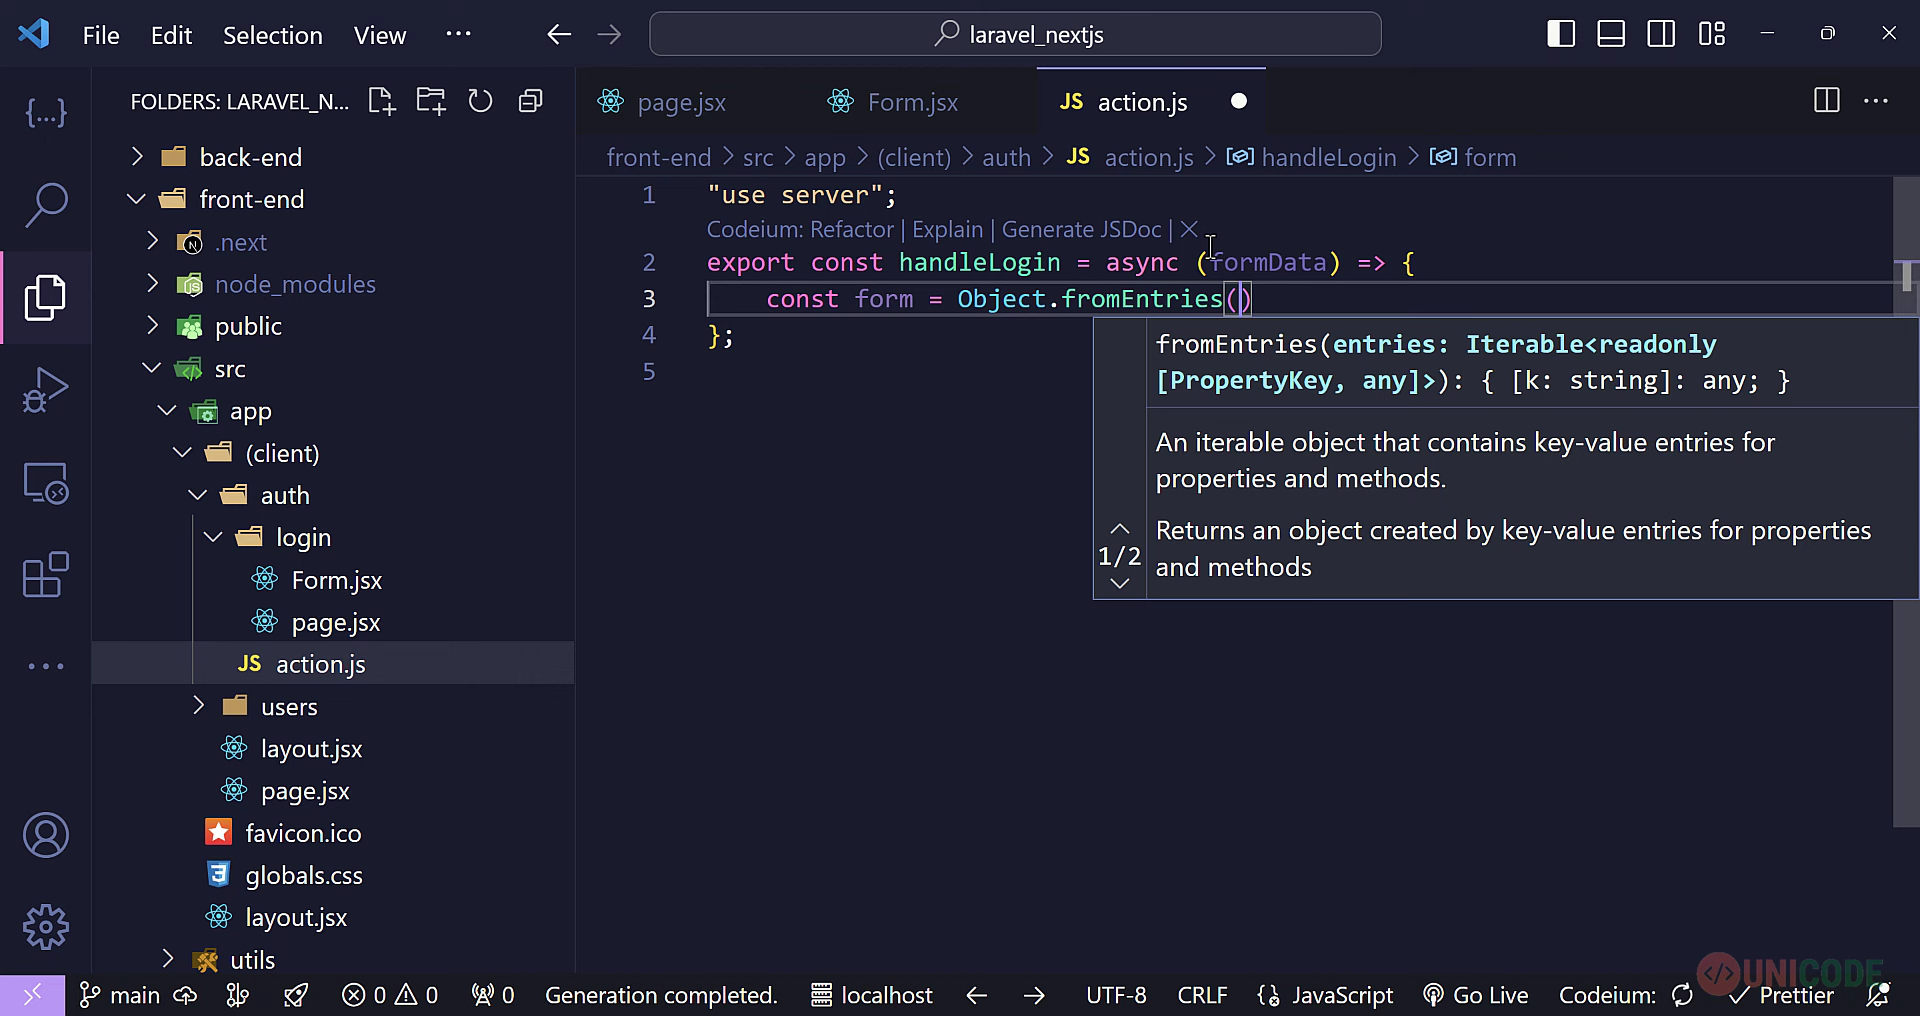 File Edit Selection View ··· laravel_nextjs
FOLDERS: LARAVEL_N...
{...}
back-end
front-end
.next
node_modules
public
src
app
(client)
auth
login
Form.jsx
page.jsx
JS action.js
users
layout.jsx
page.jsx
favicon.ico
globals.css
layout.jsx
utils
page.jsx Form.jsx JS action.js
front-end > src > app > (client) > auth > JS action.js > handleLogin > form
1 "use server";
Codeium: Refactor | Explain | Generate JSDoc | X
2 export const handleLogin = async (formData) => {
3 const form = Object.fromEntries()
4 };
5
fromEntries(entries: Iterable<readonly
[PropertyKey, any]>): { [k: string]: any; }
An iterable object that contains key-value entries for
properties and methods.
1/2
Returns an object created by key-value entries for properties
and methods
UNICODE
main 0 0 0 Generation completed. localhost UTF-8 CRLF JavaScript Go Live Codeium: Prettier